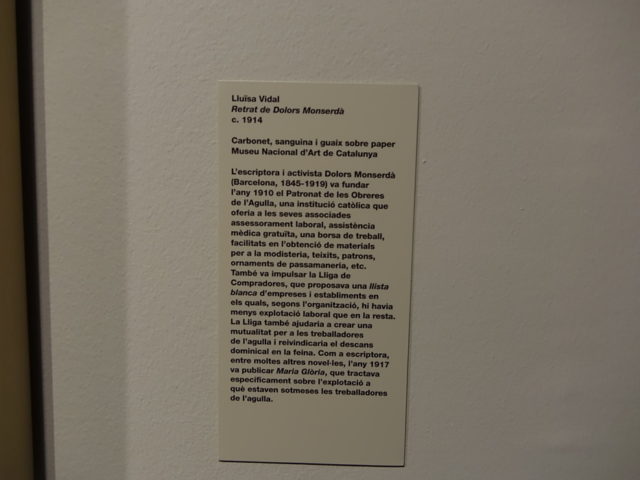 Lluïsa Vidal
Retrat de Dolors Monserdà
c. 1914
Carbonet, sanguina i guaix sobre paper
Museu Nacional d'Art de Catalunya
L'escriptora i activista Dolors Monserdà
(Barcelona, 1845-1919) va fundar
l'any 1910 el Patronat de les Obreres
de l'Agulla, una institució catòlica que
oferia a les seves associades
assessorament laboral, assistència
mèdica gratuïta, una borsa de treball,
facilitats en l'obtenció de materials
per a la modisteria, teixits, patrons,
ornaments de passamaneria, etc.
També va impulsar la Lliga de
Compradores, que proposava una llista
blanca d'empreses i establiments en
els quals, segons l'organització, hi havia
menys explotació laboral que en la resta.
La Lliga també ajudaria a crear una
mutualitat per a les treballadores
de l'agulla i reivindicaria el descans
dominical en la feina. Com a escriptora,
entre moltes altres novel·les, l'any 1917
va publicar Maria Glòria, que tractava
específicament sobre l'explotació a
què estaven sotmeses les treballadores
de l'agulla.